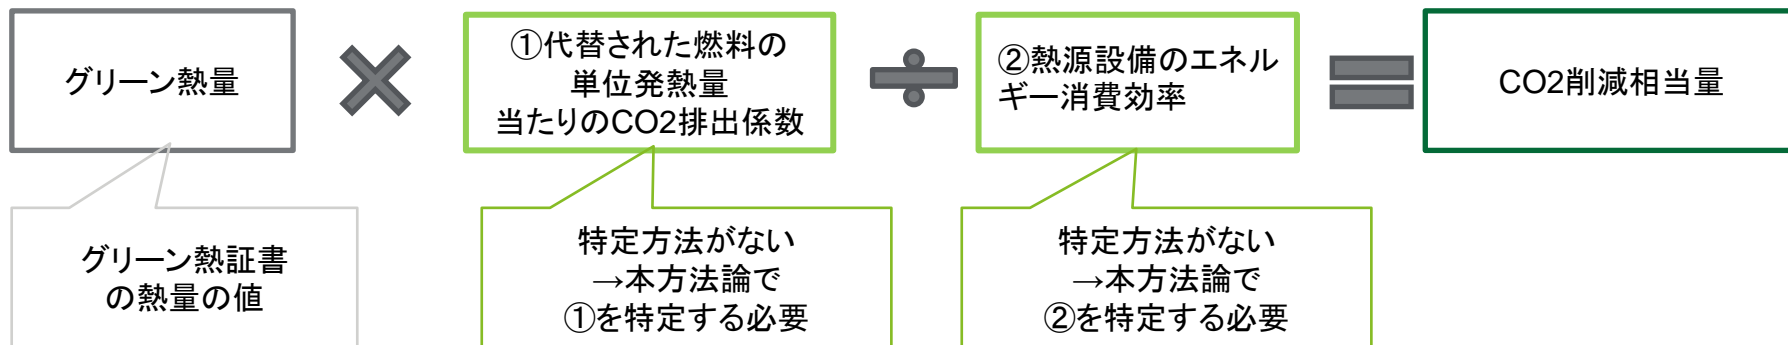 グリーン熱量
①代替された燃料の
単位発熱量
当たりのCO2排出係数
②熱源設備のエネル
ギー消費効率
CO2削減相当量
グリーン熱証書
の熱量の値
特定方法がない
→本方法論で
①を特定する必要
特定方法がない
→本方法論で
②を特定する必要